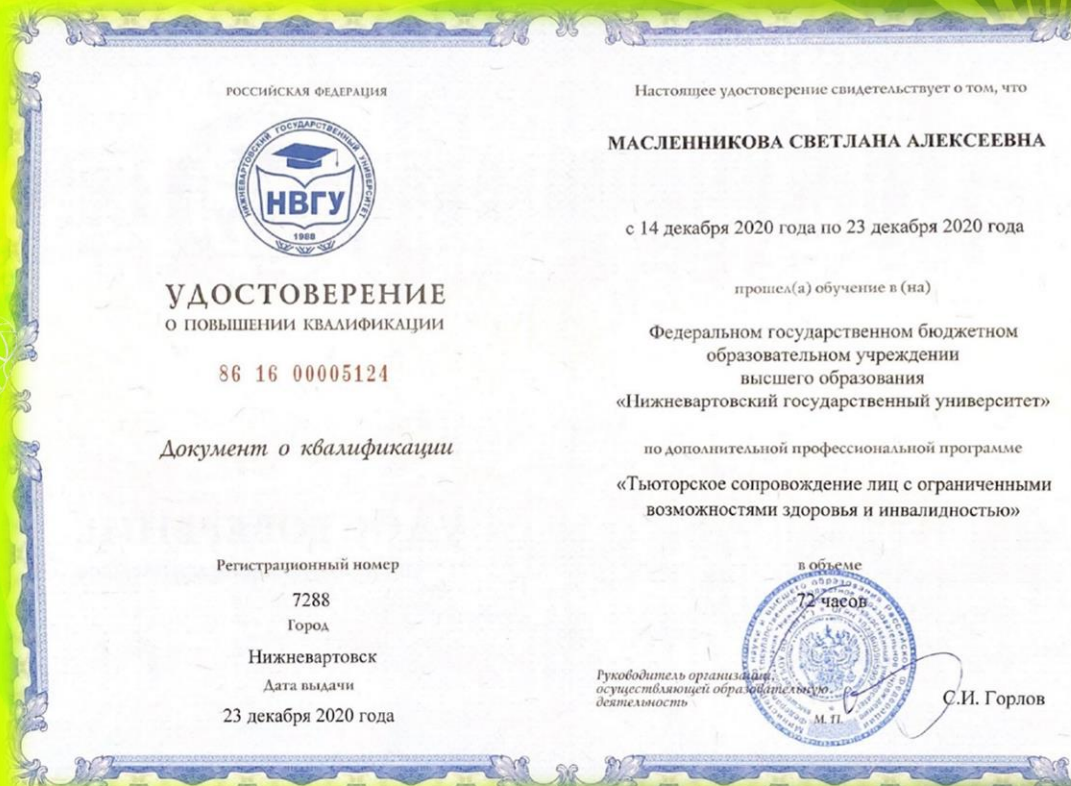 РОССИЙСКАЯ ФЕДЕРАЦИЯ
НИЖНЕВАРТОВСКИЙ ГОСУДАРСТВЕННЫЙ УНИВЕРСИТЕТ
НВГУ
1988
УДОСТОВЕРЕНИЕ
О ПОВЫШЕНИИ КВАЛИФИКАЦИИ
86 16 00005124
Документ о квалификации
Регистрационный номер
7288
Город
Нижневартовск
Дата выдачи
23 декабря 2020 года
Настоящее удостоверение свидетельствует о том, что
МАСЛЕННИКОВА СВЕТЛАНА АЛЕКСЕЕВНА
с 14 декабря 2020 года по 23 декабря 2020 года
прошел(а) обучение в (на)
Федеральном государственном бюджетном
образовательном учреждении
высшего образования
«Нижневартовский государственный университет»
по дополнительной профессиональной программе
«Тьюторское сопровождение лиц с ограниченными
возможностями здоровья и инвалидностью»
в объеме
72 часов
Руководитель организации,
осуществляющей образовательную
деятельность
С.И. Горлов
М. П.